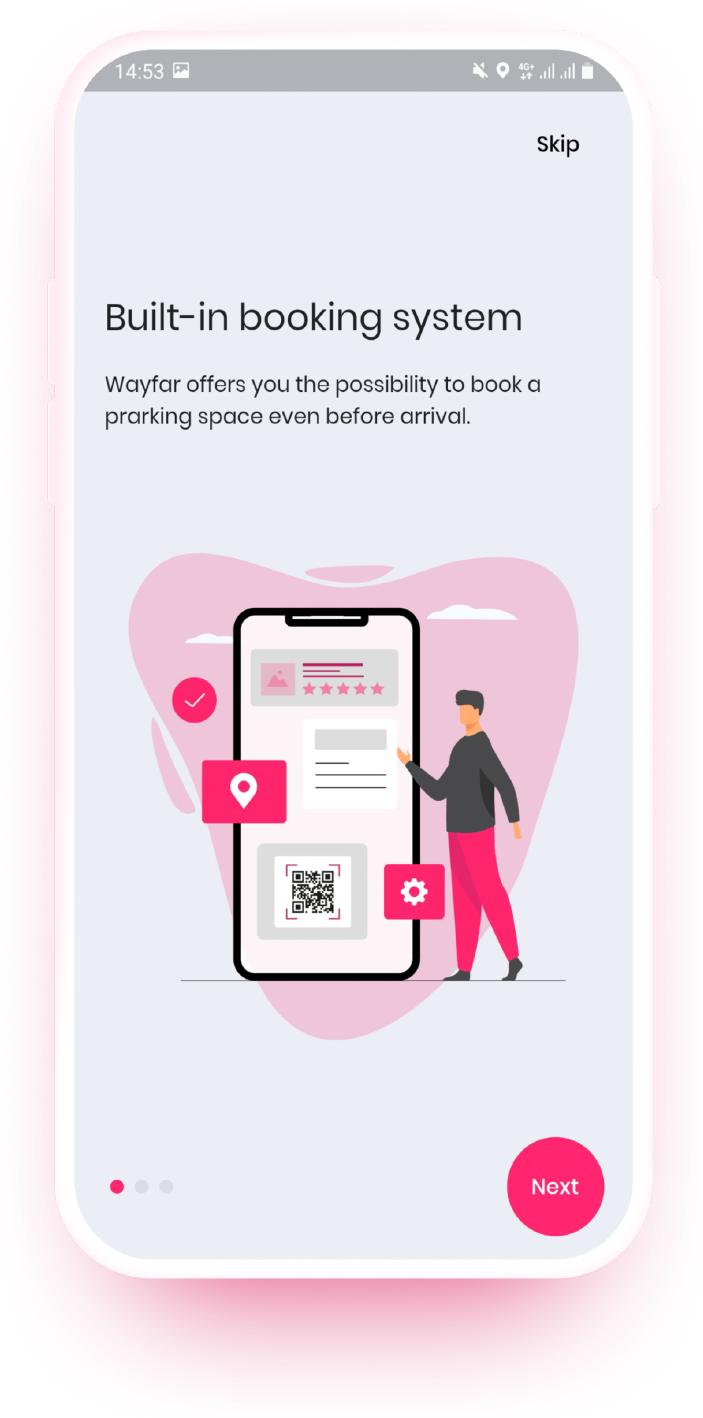 14:53
4G+
Skip
Built-in booking system
Wayfar offers you the possibility to book a
prarking space even before arrival.
Next